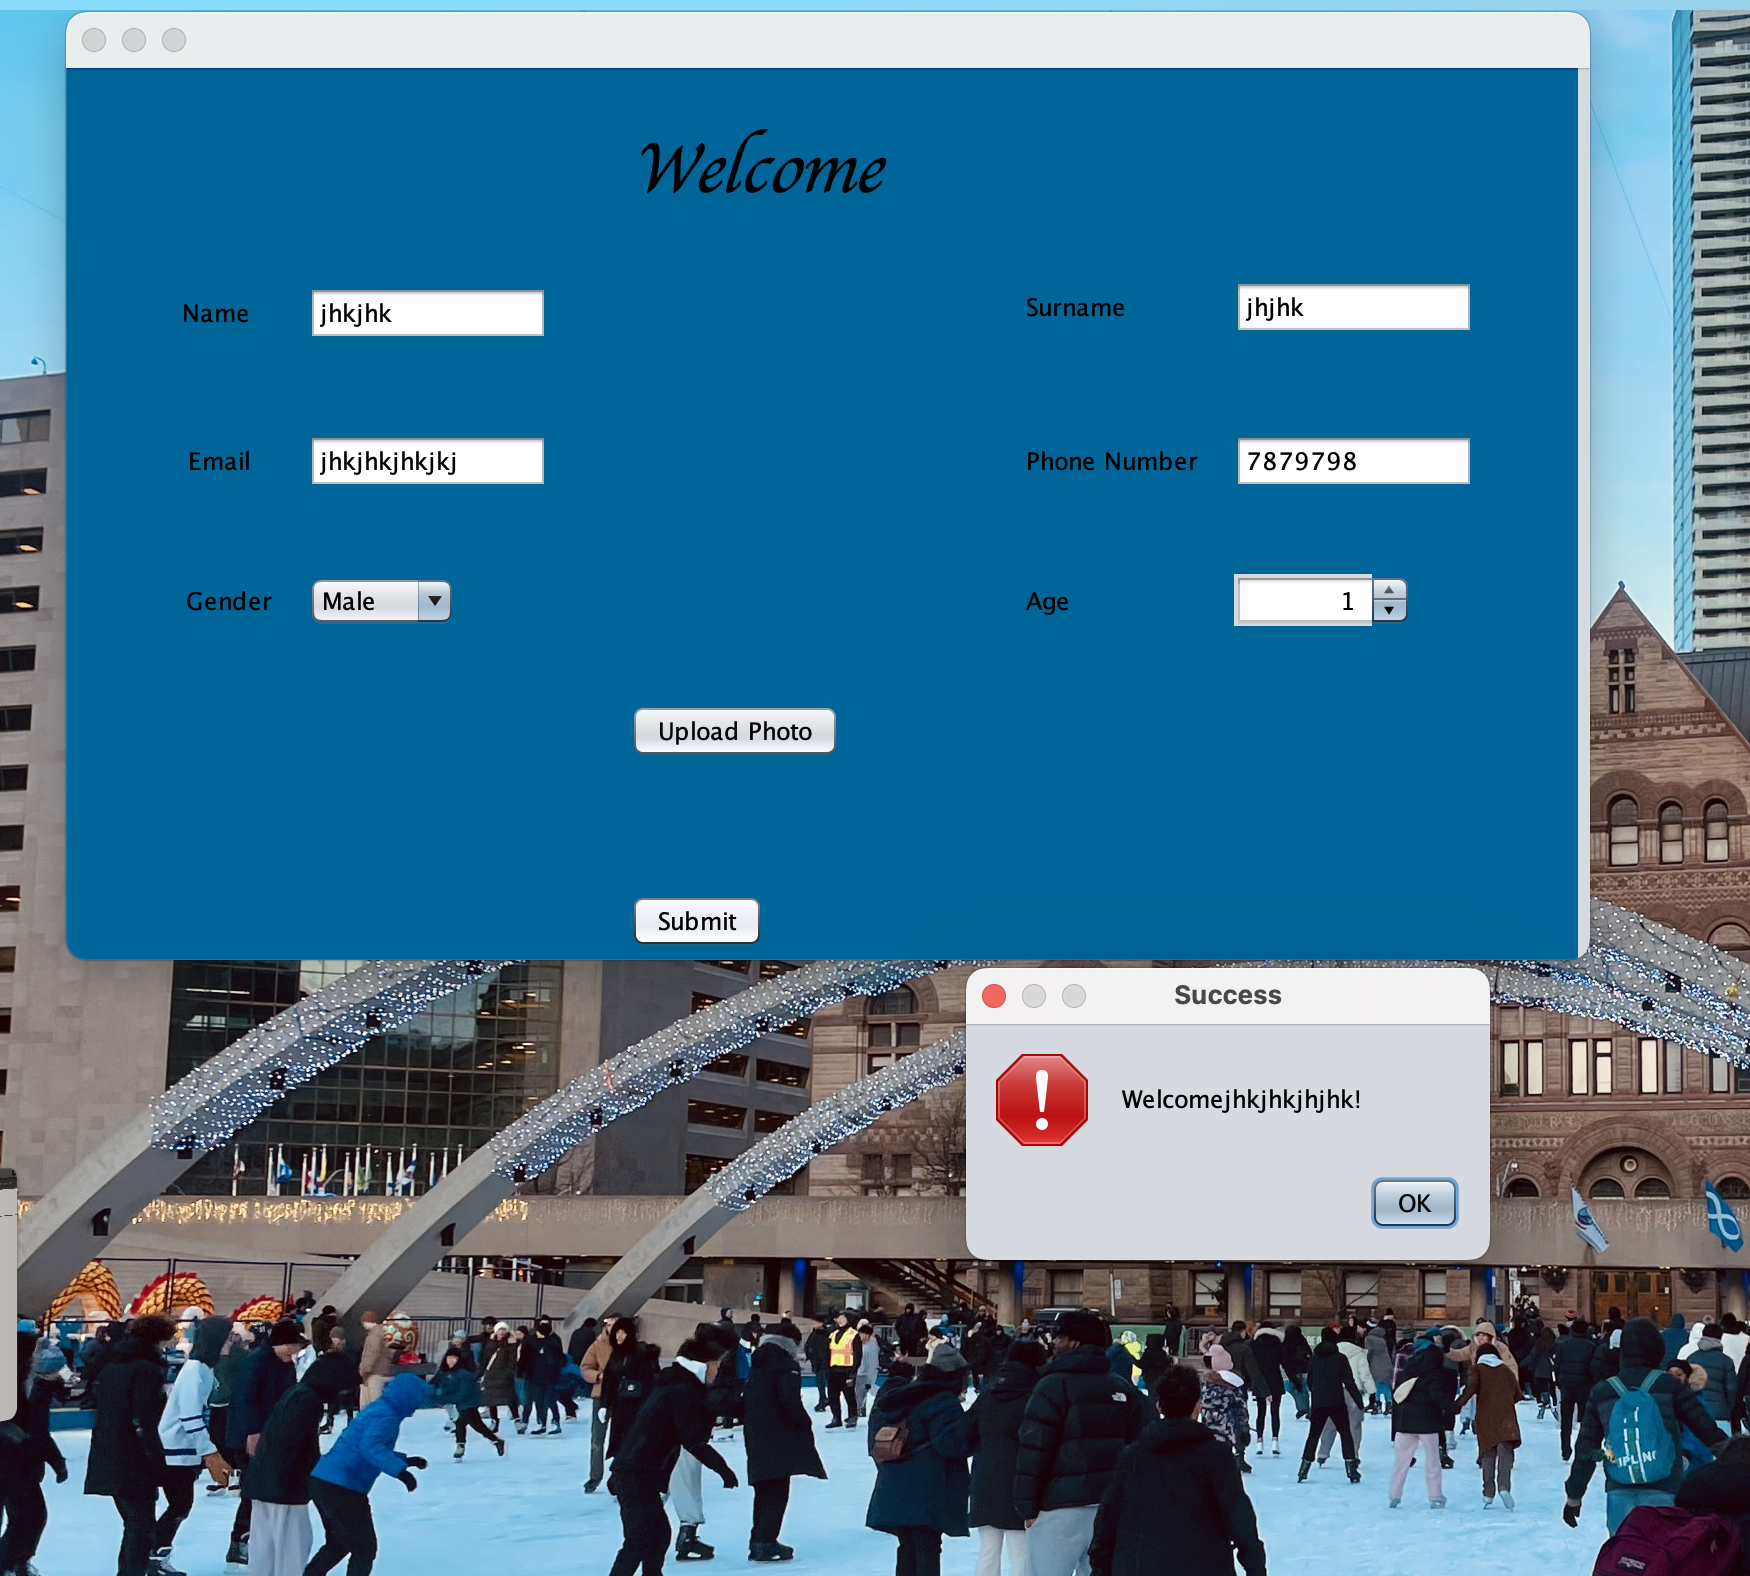 Welcome
Name jhkjhk Surname jhjhk
Email jhkjhkjhkjkj Phone Number 7879798
Gender Male Age 1
Upload Photo
Submit
Success
Welcomejhkjhkjhjhk!
OK